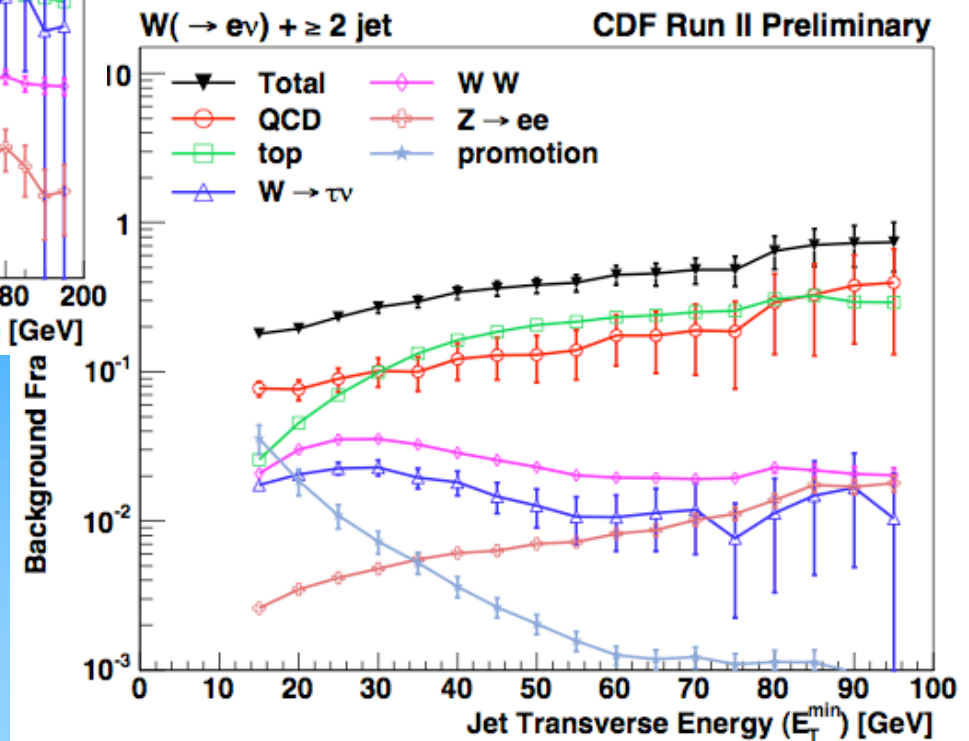 W( → eν) + ≥ 2 jet CDF Run II Preliminary
Total
QCD
top
W → τν
W W
Z → ee
promotion
10
1
10⁻¹
10⁻²
10⁻³
Background Fra
0 10 20 30 40 50 60 70 80 90 100
Jet Transverse Energy (E_T^min) [GeV]
80 200
[GeV]